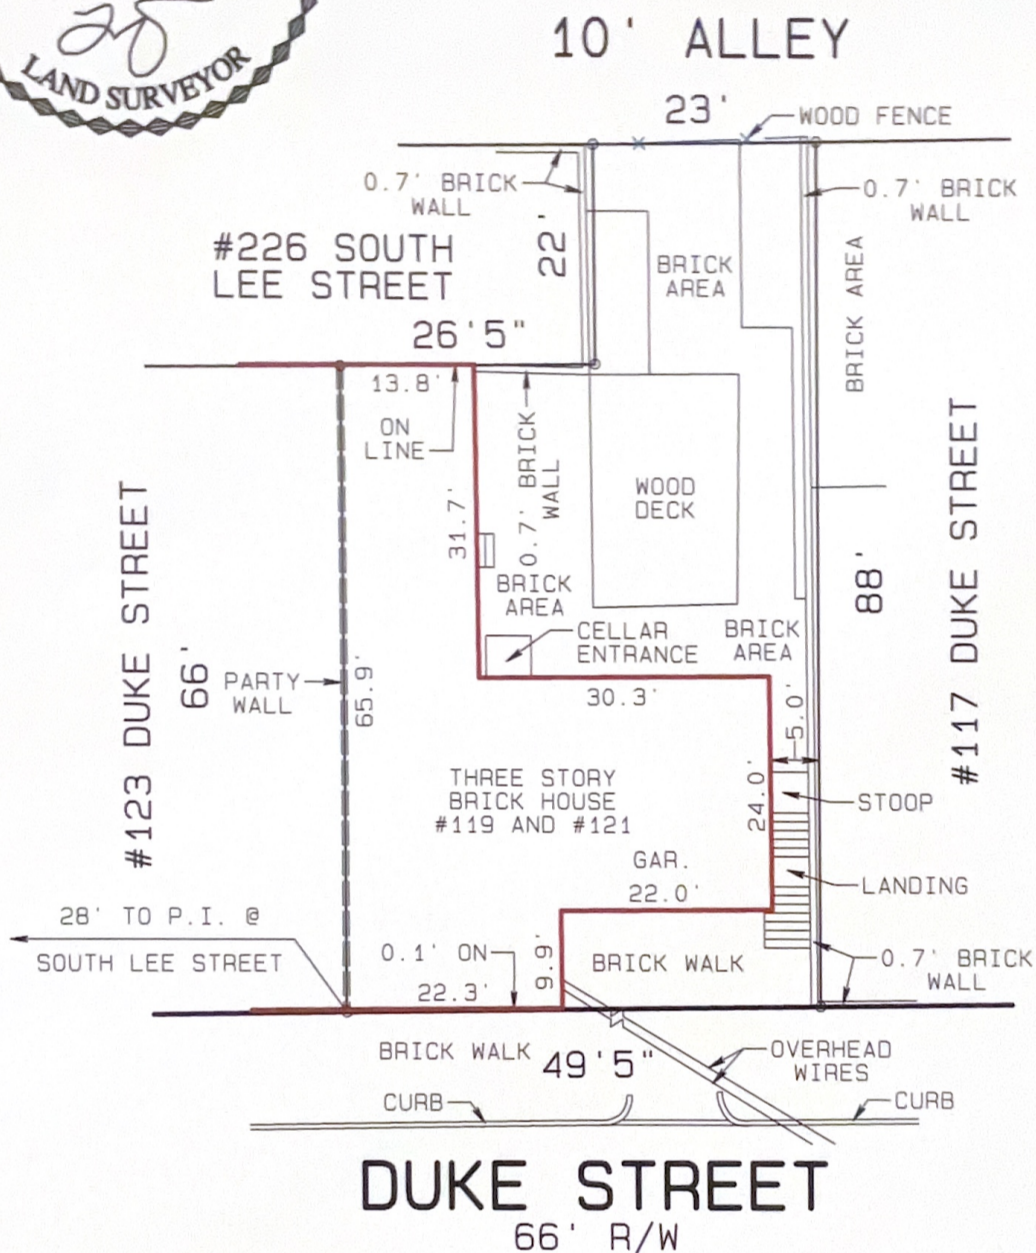 LAND SURVEYOR
10' ALLEY
23'
WOOD FENCE
0.7' BRICK
WALL
0.7' BRICK
WALL
#226 SOUTH
LEE STREET
22'
BRICK
AREA
BRICK AREA
26'5"
13.8'
ON
LINE
0.7' BRICK
WALL
31.7'
WOOD
DECK
BRICK
AREA
CELLAR
ENTRANCE
BRICK
AREA
88'
#117 DUKE STREET
#123 DUKE STREET
66'
PARTY
WALL
65.9'
30.3'
5.0'
THREE STORY
BRICK HOUSE
#119 AND #121
24.0'
STOOP
GAR.
22.0'
LANDING
28' TO P.I. @
SOUTH LEE STREET
0.1' ON
22.3'
9.9'
BRICK WALK
0.7' BRICK
WALL
BRICK WALK
49'5"
OVERHEAD
WIRES
CURB
CURB
DUKE STREET
66' R/W